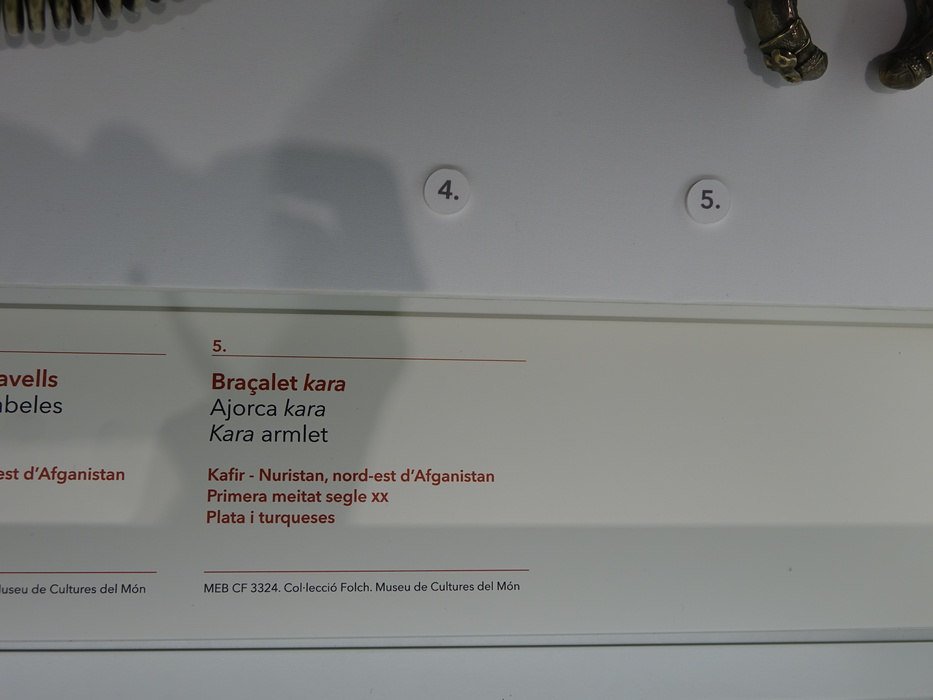 4.
5.
avells
abeles
est d'Afganistan
Museu de Cultures del Món
5.
Braçalet kara
Ajorca kara
Kara armlet
Kafir - Nuristan, nord-est d'Afganistan
Primera meitat segle XX
Plata i turqueses
MEB CF 3324. Col·lecció Folch. Museu de Cultures del Món